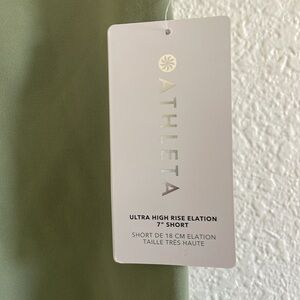 ATHLETA
ULTRA HIGH RISE ELATION
7" SHORT
SHORT DE 18 CM ELATION
TAILLE TRÈS HAUTE